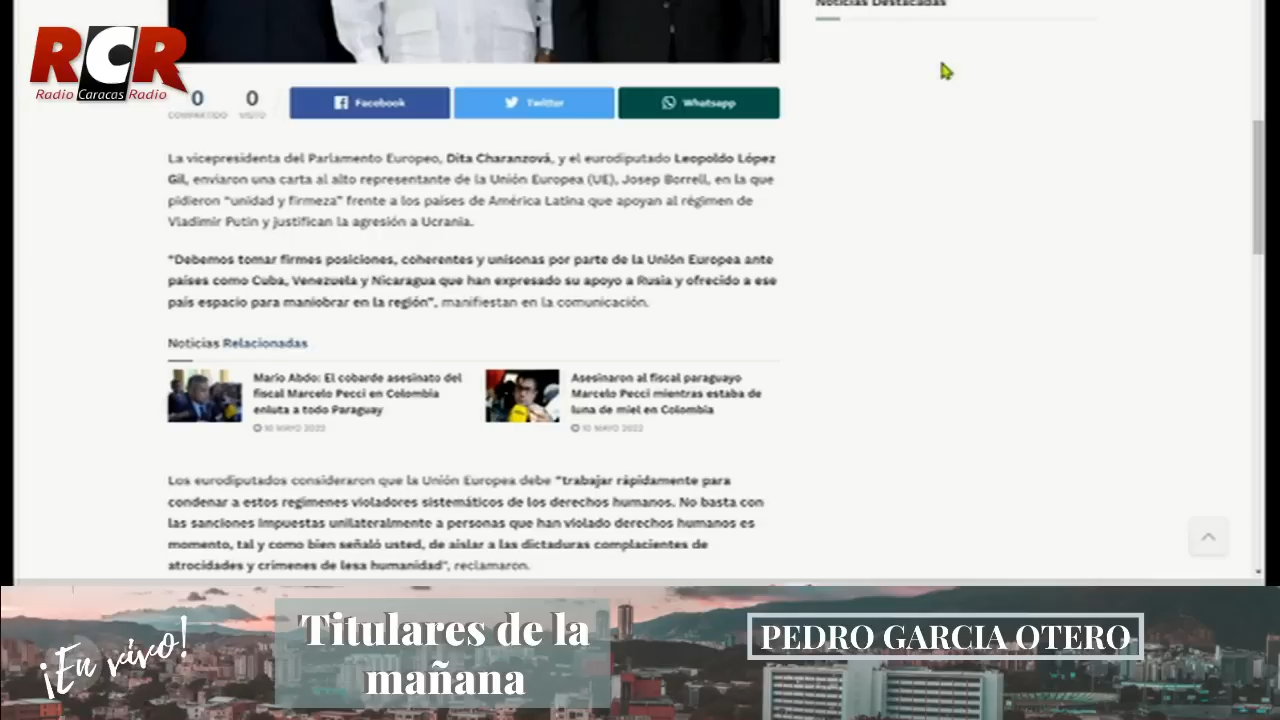 Noticias Destacadas
RCR
Radio Caracas Radio
0
COMPARTIDO
0
VISTO
Facebook
Twitter
Whatsapp
La vicepresidenta del Parlamento Europeo, Dita Charanzová, y el eurodiputado Leopoldo López
Gil, enviaron una carta al alto representante de la Unión Europea (UE), Josep Borrell, en la que
pidieron "unidad y firmeza" frente a los países de América Latina que apoyan al régimen de
Vladimir Putin y justifican la agresión a Ucrania.
"Debemos tomar firmes posiciones, coherentes y unísonas por parte de la Unión Europea ante
países como Cuba, Venezuela y Nicaragua que han expresado su apoyo a Rusia y ofrecido a ese
país espacio para maniobrar en la región", manifiestan en la comunicación.
Noticias Relacionadas
Mario Abdo: El cobarde asesinato del
fiscal Marcelo Pecci en Colombia
enluta a todo Paraguay
10 MAYO 2022
Asesinaron al fiscal paraguayo
Marcelo Pecci mientras estaba de
luna de miel en Colombia
10 MAYO 2022
Los eurodiputados consideraron que la Unión Europea debe "trabajar rápidamente para
condenar a estos regímenes violadores sistemáticos de los derechos humanos. No basta con
las sanciones impuestas unilateralmente a personas que han violado derechos humanos es
momento, tal y como bien señaló usted, de aislar a las dictaduras complacientes de
atrocidades y crímenes de lesa humanidad", reclamaron.
¡En vivo!
Titulares de la
mañana
PEDRO GARCIA OTERO